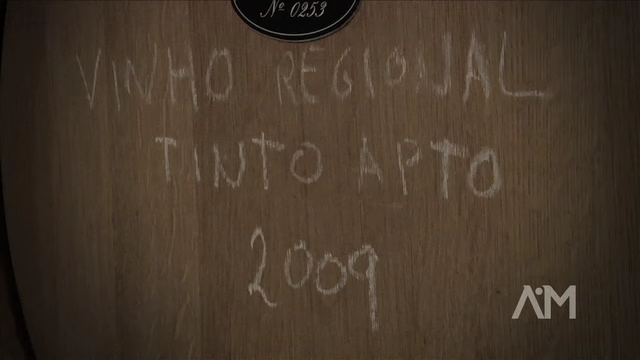 Nº 0253
VINHO REGIONAL
TINTO APTO
2009
AM